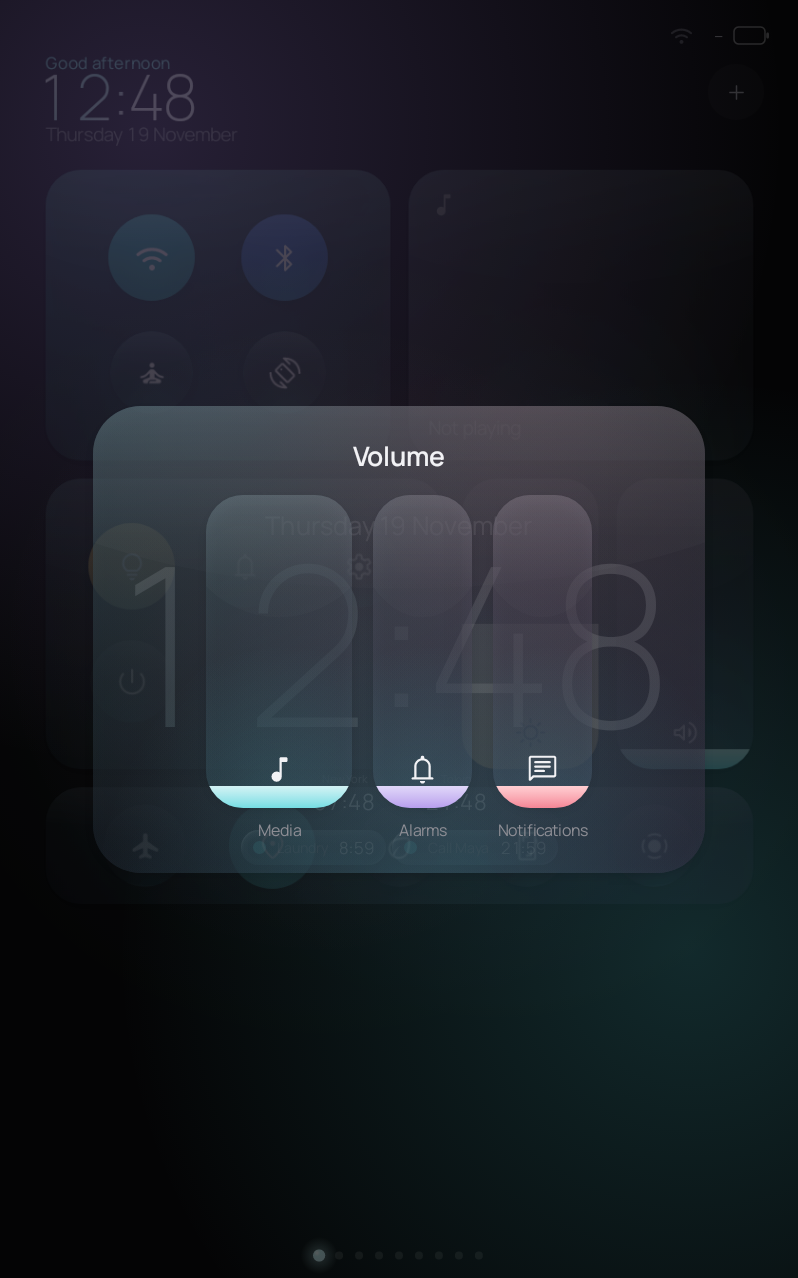 Good afternoon
12:48
Thursday 19 November
Not playing
Volume
Thursday 19 November
12:48
Media
Alarms
Notifications
8:59
21:59